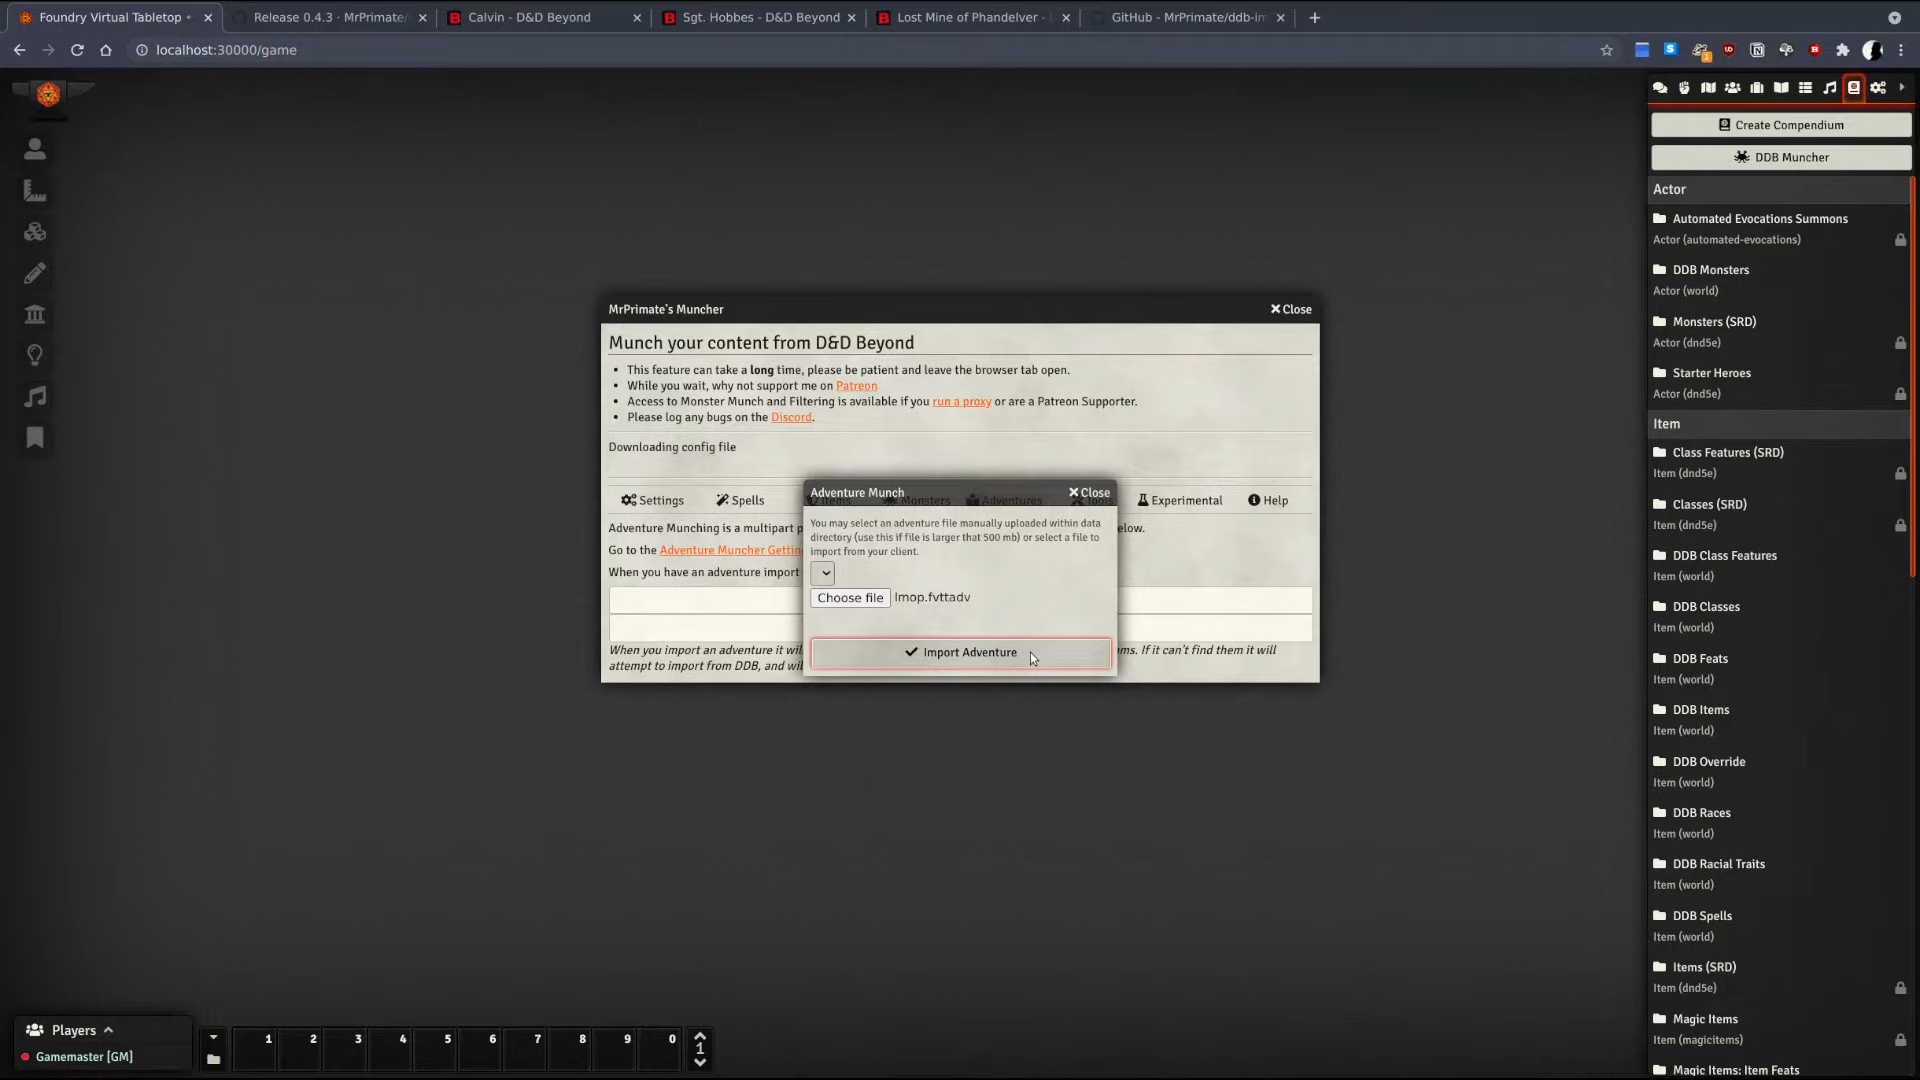 Foundry Virtual Tabletop
Release 0.4.3 · MrPrimate/
Calvin - D&D Beyond
Sgt. Hobbes - D&D Beyond
Lost Mine of Phandelver -
GitHub - MrPrimate/ddb-im
localhost:30000/game
Create Compendium
DDB Muncher
Actor
Automated Evocations Summons
Actor (automated-evocations)
DDB Monsters
Actor (world)
Monsters (SRD)
Actor (dnd5e)
Starter Heroes
Actor (dnd5e)
Item
Class Features (SRD)
Item (dnd5e)
Classes (SRD)
Item (dnd5e)
DDB Class Features
Item (world)
DDB Classes
Item (world)
DDB Feats
Item (world)
DDB Items
Item (world)
DDB Override
Item (world)
DDB Races
Item (world)
DDB Racial Traits
Item (world)
DDB Spells
Item (world)
Items (SRD)
Item (dnd5e)
Magic Items
Item (magicitems)
Magic Items: Item Feats
MrPrimate's Muncher
Close
Munch your content from D&D Beyond
• This feature can take a long time, please be patient and leave the browser tab open.
• While you wait, why not support me on Patreon
• Access to Monster Munch and Filtering is available if you run a proxy or are a Patreon Supporter.
• Please log any bugs on the Discord.
Downloading config file
Settings Spells Items Monsters Adventures Tools Experimental Help
Adventure Munching is a multipart p
elow.
Go to the Adventure Muncher Gettin
When you have an adventure import
When you import an adventure it wil
ms. If it can't find them it will
attempt to import from DDB, and wil
Adventure Munch
Close
You may select an adventure file manually uploaded within data
directory (use this if file is larger that 500 mb) or select a file to
import from your client.
Choose file lmop.fvttadv
Import Adventure
Players
Gamemaster [GM]
1 2 3 4 5 6 7 8 9 0
1